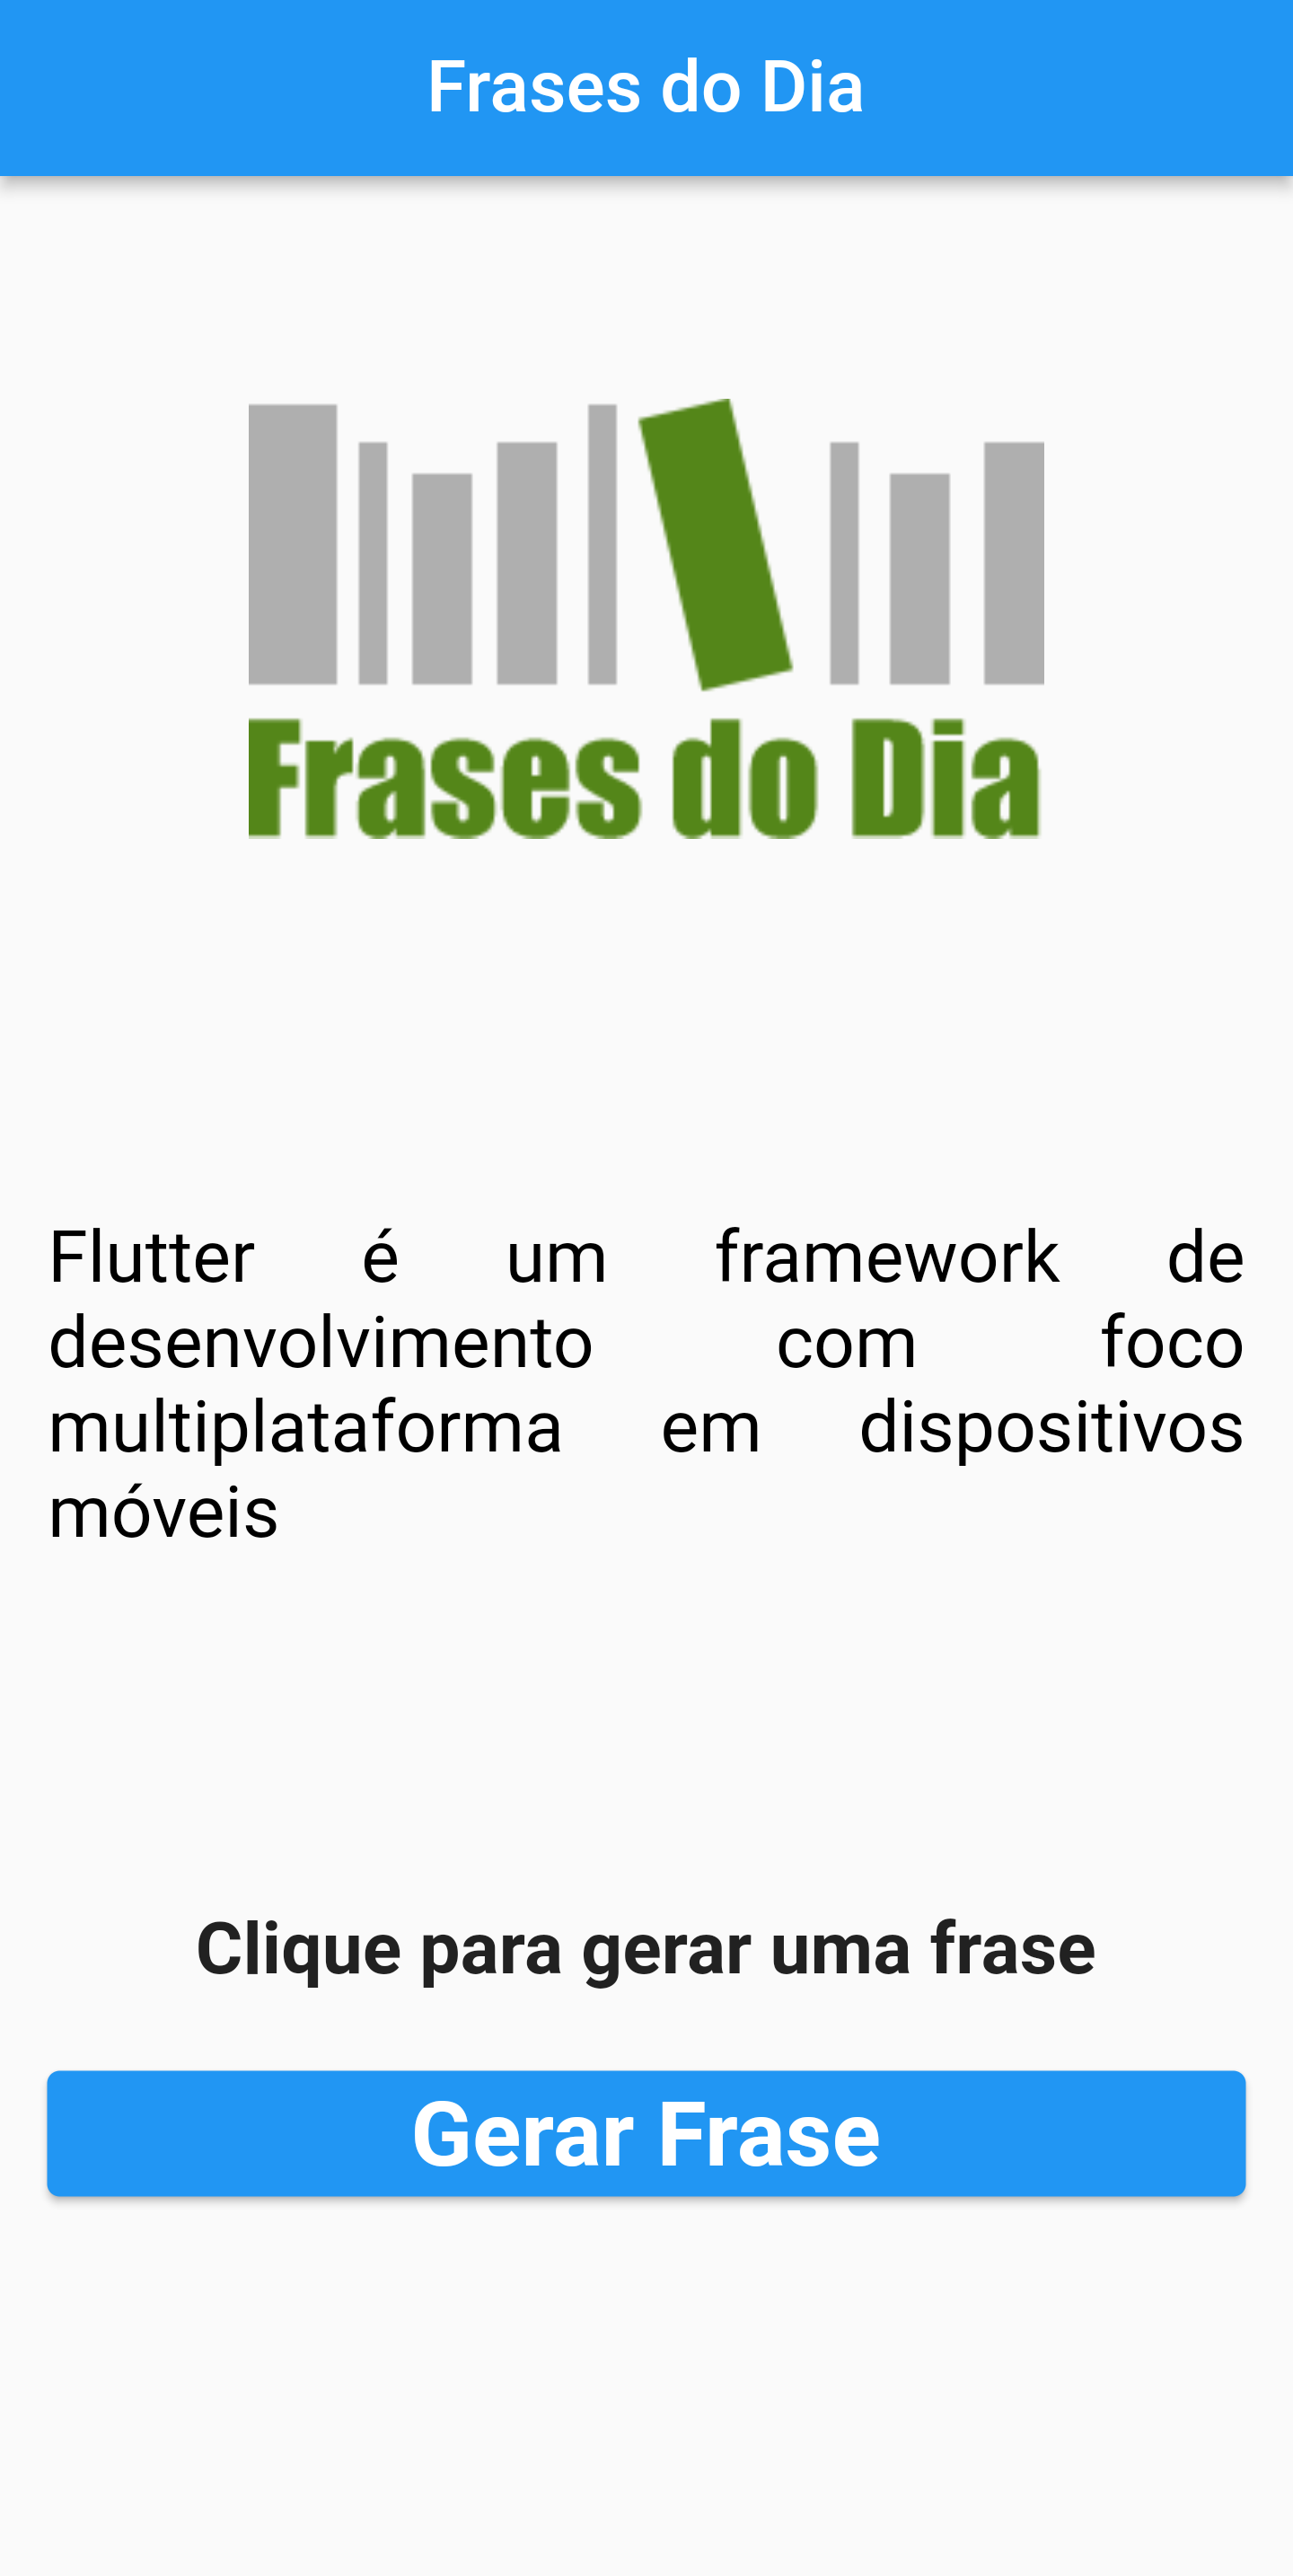 Frases do Dia
Frases do Dia
Flutter é um framework de
desenvolvimento com foco
multiplataforma em dispositivos
móveis
Clique para gerar uma frase
Gerar Frase